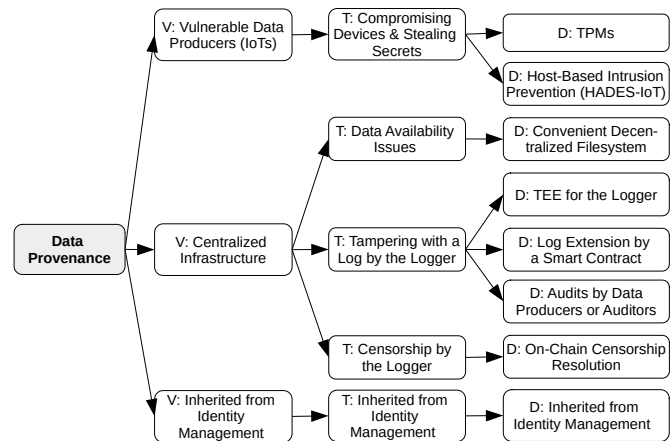 V: Vulnerable Data
Producers (IoTs)
T: Compromising
Devices & Stealing
Secrets
D: TPMs
D: Host-Based Intrusion
Prevention (HADES-IoT)
T: Data Availability
Issues
D: Convenient Decen-
tralized Filesystem
D: TEE for the Logger
Data
Provenance
V: Centralized
Infrastructure
T: Tampering with a
Log by the Logger
D: Log Extension by
a Smart Contract
D: Audits by Data
Producers or Auditors
T: Censorship by
the Logger
D: On-Chain Censorship
Resolution
V: Inherited from
Identity
Management
T: Inherited from
Identity Management
D: Inherited from
Identity Management